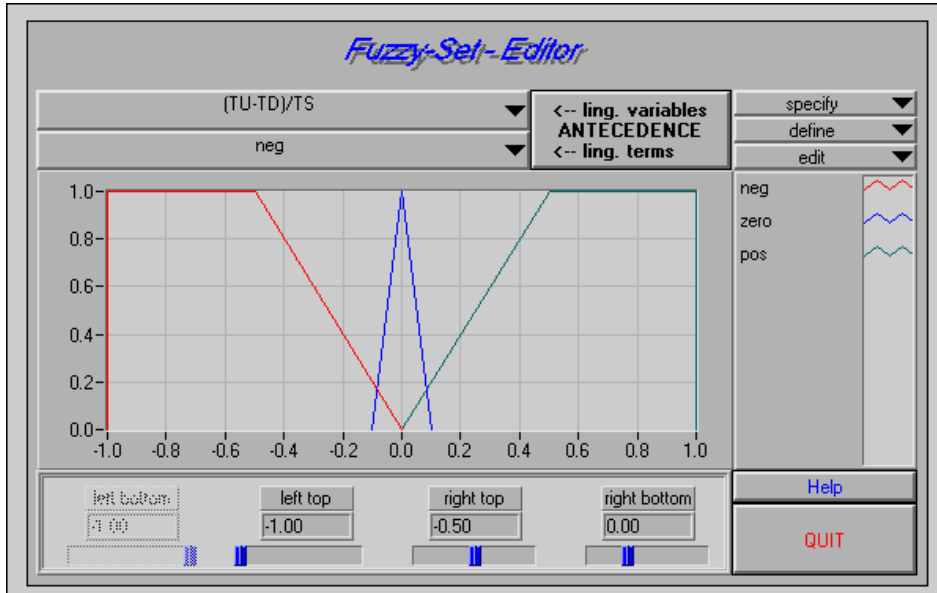 Fuzzy-Set-Editor
(TU-TD)/TS
neg
<-- ling. variables
ANTECEDENCE
<-- ling. terms
specify
define
edit
neg
zero
pos
1.0
0.8
0.6
0.4
0.2
0.0
-1.0 -0.8 -0.6 -0.4 -0.2 0.0 0.2 0.4 0.6 0.8 1.0
left bottom
-1.00
left top
-1.00
right top
-0.50
right bottom
0.00
Help
QUIT